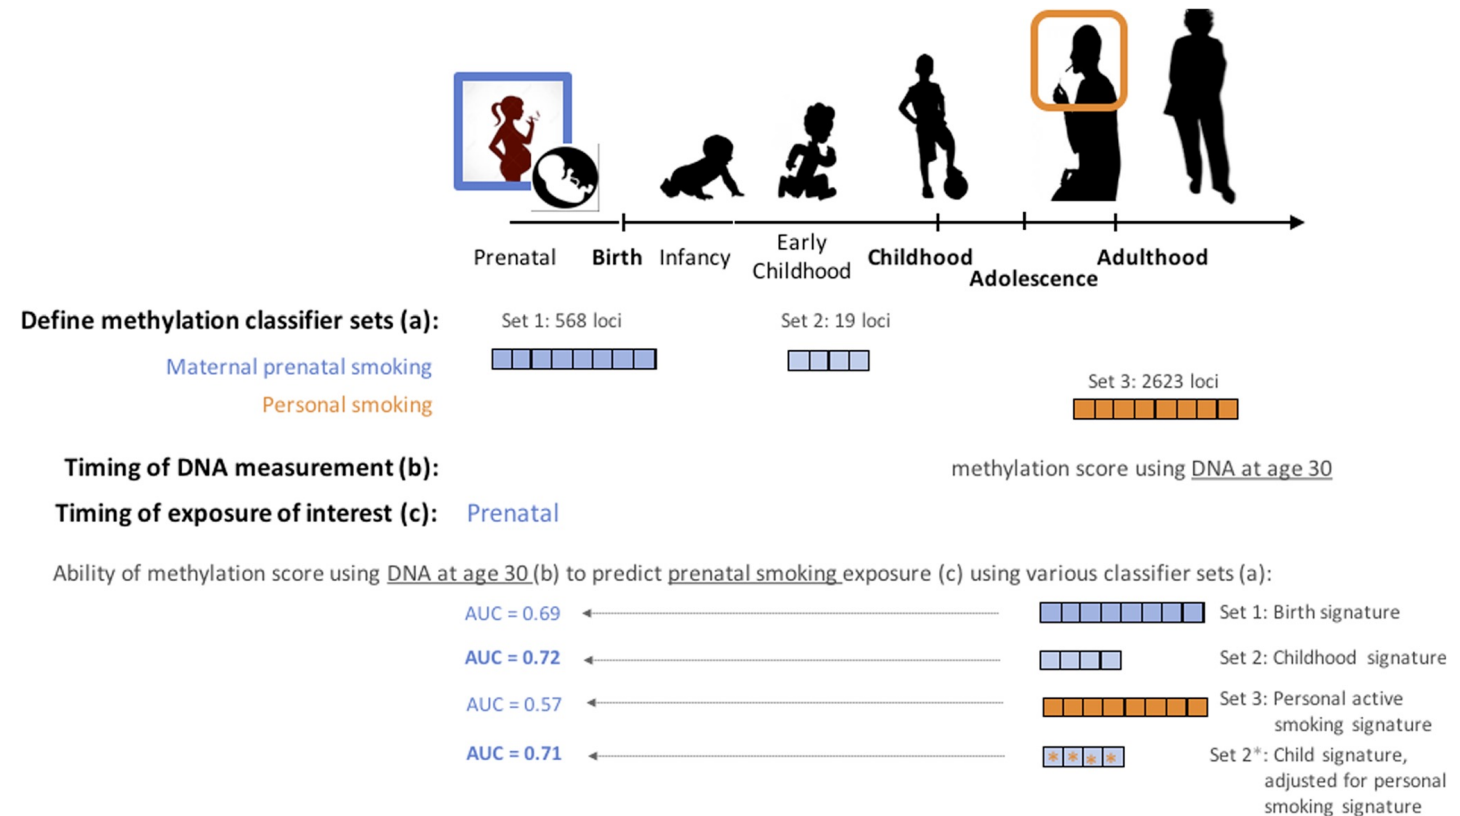 Prenatal
Birth
Infancy
Early
Childhood
Childhood
Adolescence
Adulthood
Define methylation classifier sets (a):
Set 1: 568 loci
Set 2: 19 loci
Maternal prenatal smoking
Set 3: 2623 loci
Personal smoking
Timing of DNA measurement (b):
methylation score using DNA at age 30
Timing of exposure of interest (c):
Prenatal
Ability of methylation score using DNA at age 30 (b) to predict prenatal smoking exposure (c) using various classifier sets (a):
AUC = 0.69
Set 1: Birth signature
AUC = 0.72
Set 2: Childhood signature
AUC = 0.57
Set 3: Personal active
smoking signature
AUC = 0.71
Set 2*: Child signature,
adjusted for personal
smoking signature